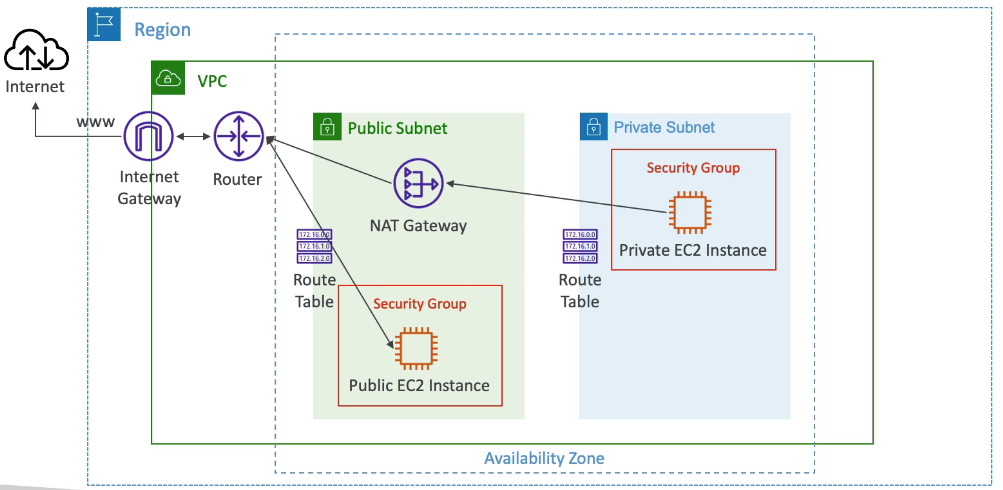 Region
Internet
VPC
www
Internet
Gateway
Router
Public Subnet
NAT Gateway
172.16.0.0
172.16.1.0
172.16.2.0
Route
Table
Security Group
Public EC2 Instance
Private Subnet
Security Group
Private EC2 Instance
172.16.0.0
172.16.1.0
172.16.2.0
Route
Table
Availability Zone